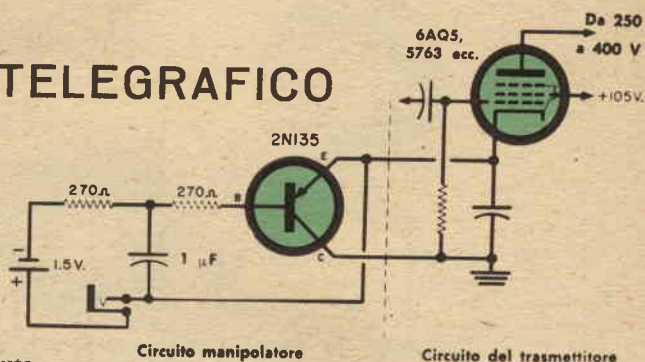 TELEGRAFICO
Da 250
a 400 V
6AQ5,
5763 ecc.
+105V.
2N135
270Ω
270Ω
B
E
C
1.5V.
-
+
1 μF
Circuito manipolatore
Circuito del trasmettitore